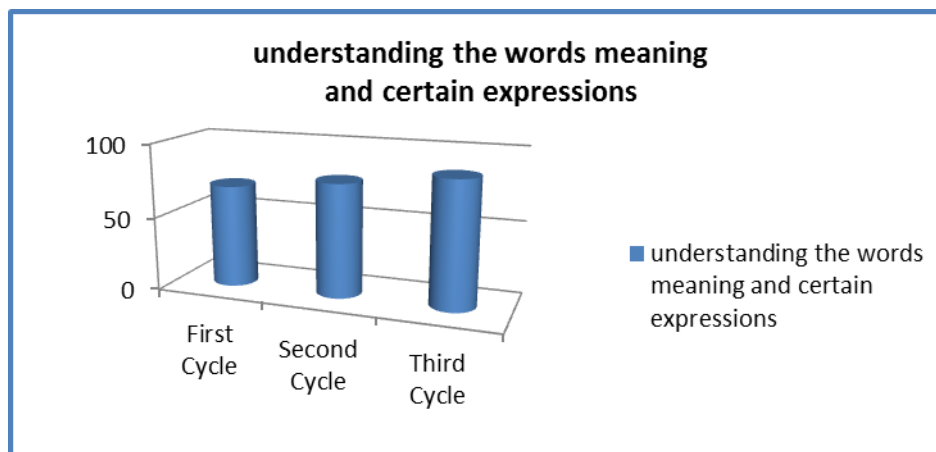 understanding the words meaning
and certain expressions
100
50
0
First
Cycle
Second
Cycle
Third
Cycle
understanding the words
meaning and certain
expressions